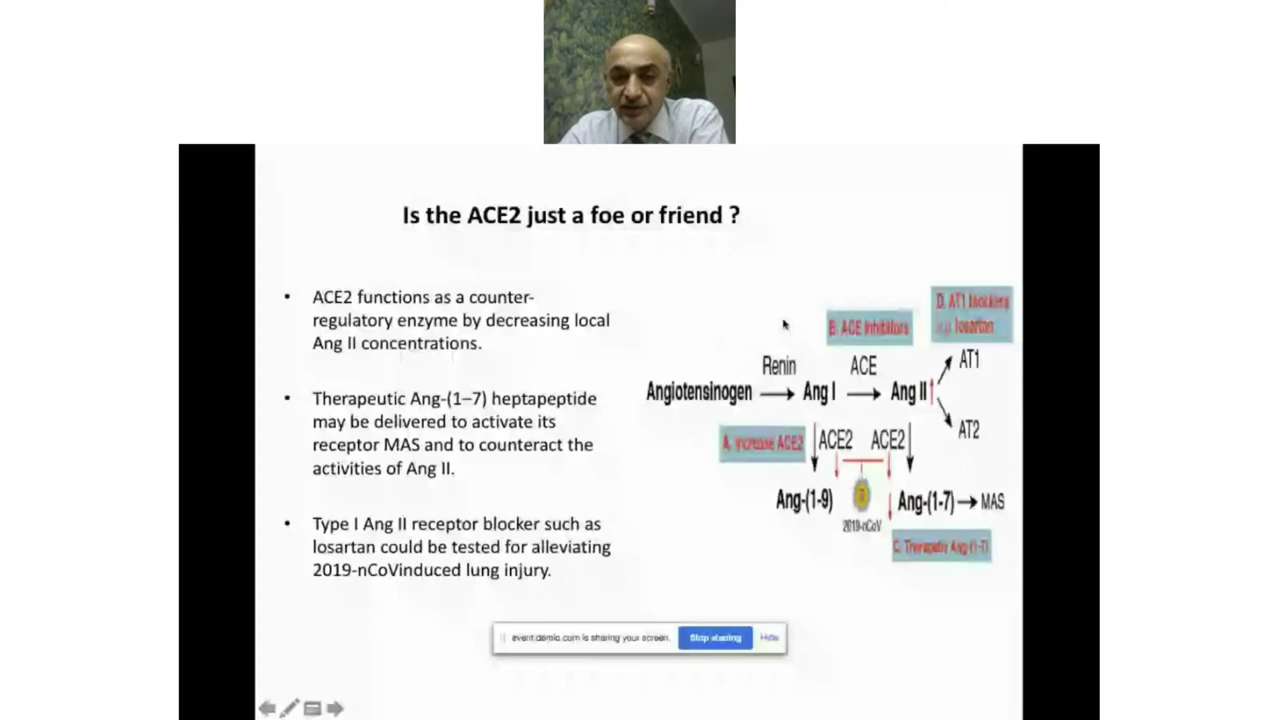 Is the ACE2 just a foe or friend ?
• ACE2 functions as a counter-
regulatory enzyme by decreasing local
Ang II concentrations.
• Therapeutic Ang-(1–7) heptapeptide
may be delivered to activate its
receptor MAS and to counteract the
activities of Ang II.
• Type I Ang II receptor blocker such as
losartan could be tested for alleviating
2019-nCoVinduced lung injury.
D. AT1 blockers
e.g. losartan
B. ACE inhibitors
Renin
ACE
AT1
Angiotensinogen
Ang I
Ang II
AT2
A. Increase ACE2
ACE2
ACE2
Ang-(1-9)
2019-nCoV
Ang-(1-7)
MAS
C. Therapetic Ang-(1-7)
event.demio.com is sharing your screen.
Stop sharing
Hide